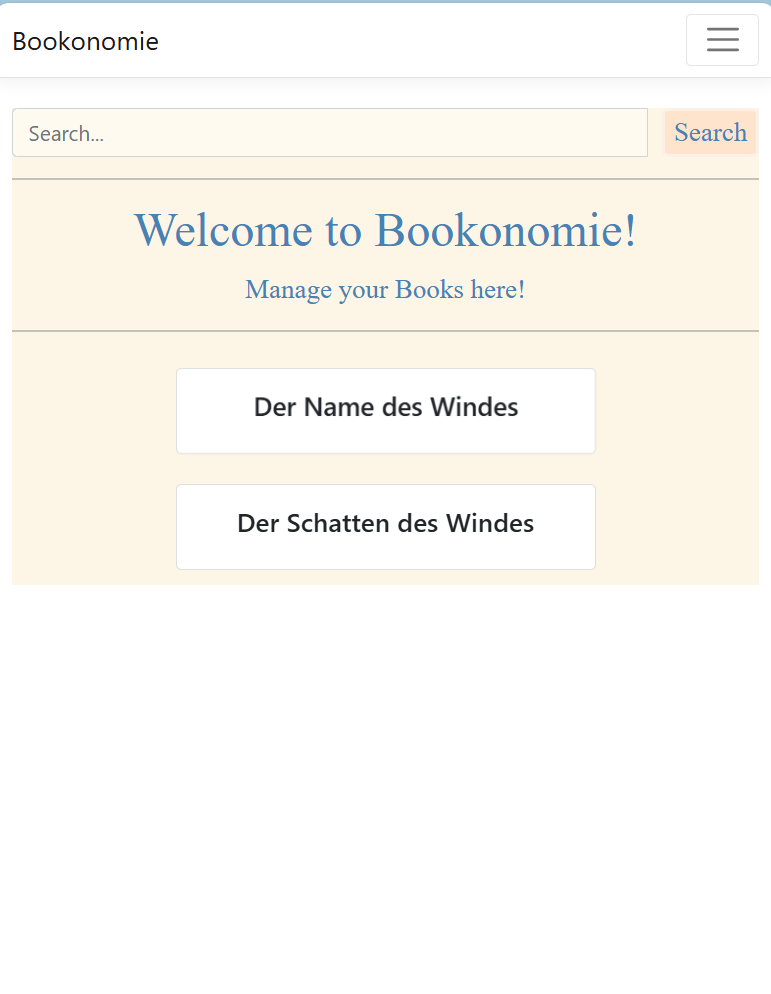 Bookonomie
Search...
Search
Welcome to Bookonomie!
Manage your Books here!
Der Name des Windes
Der Schatten des Windes